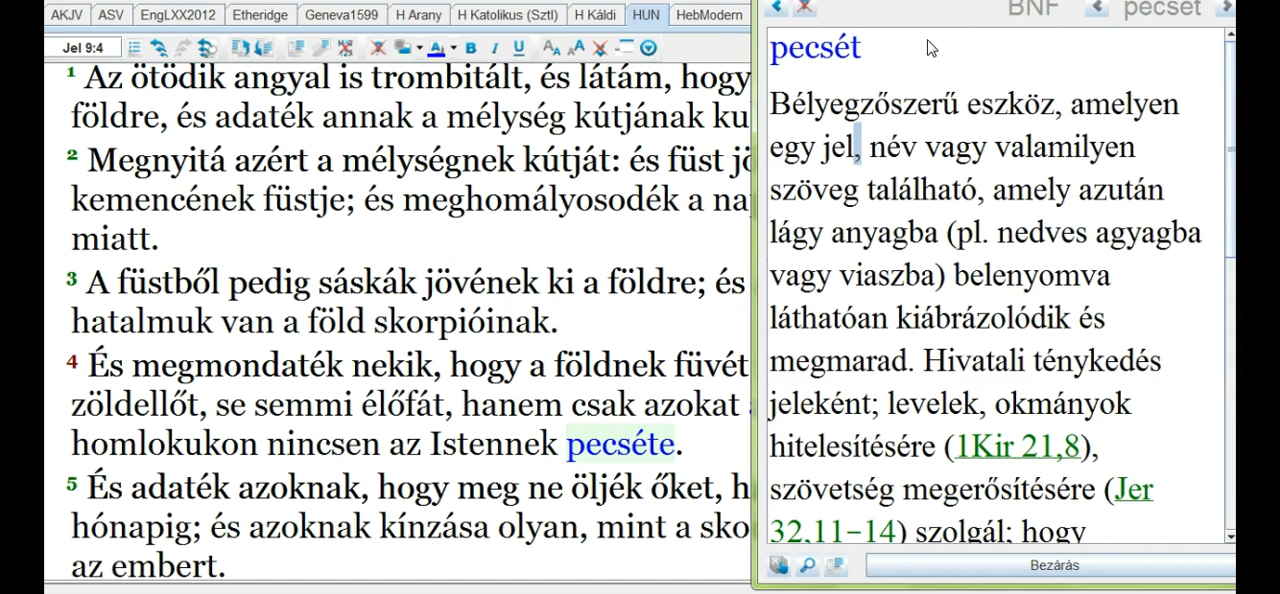 AKJV ASV EngLXX2012 Etheridge Geneva1599 H Arany H Katolikus (Sztl) H Káldi HUN HebModern
BNF pecsét
Jel 9:4
1 Az ötödik angyal is trombitált, és látám, hogy
földre, és adaték annak a mélység kútjának
2 Megnyitá azért a mélységnek kútját: és füst
kemencének füstje; és meghomályosodék a
miatt.
3 A füstből pedig sáskák jövének ki a földre; és
hatalmuk van a föld skorpióinak.
4 És megmondaték nekik, hogy a földnek füvét
zöldellőt, se semmi élőfát, hanem csak azokat
homlokukon nincsen az Istennek pecséte.
5 És adaték azoknak, hogy meg ne öljék őket,
hónapig; és azoknak kínzása olyan, mint a
az embert.
pecsét
Bélyegzőszerű eszköz, amelyen
egy jel, név vagy valamilyen
szöveg található, amely azután
lágy anyagba (pl. nedves agyagba
vagy viaszba) belenyomva
láthatóan kiábrázolódik és
megmarad. Hivatali ténykedés
jeleként; levelek, okmányok
hitelesítésére (1Kir 21,8),
szövetség megerősítésére (Jer
32,11–14) szolgál; hogy
Bezárás